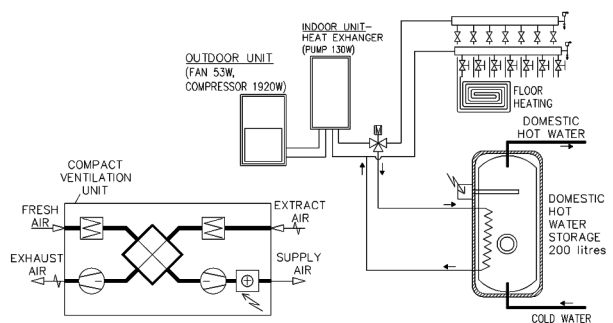 INDOOR UNIT-
HEAT EXHANGER
(PUMP 130W)
OUTDOOR UNIT
(FAN 53W,
COMPRESSOR 1920W)
M
FLOOR
HEATING
DOMESTIC
HOT WATER
COMPACT
VENTILATION
UNIT
FRESH
AIR
EXTRACT
AIR
EXHAUST
AIR
SUPPLY
AIR
DOMESTIC
HOT
WATER
STORAGE
200 litres
COLD WATER